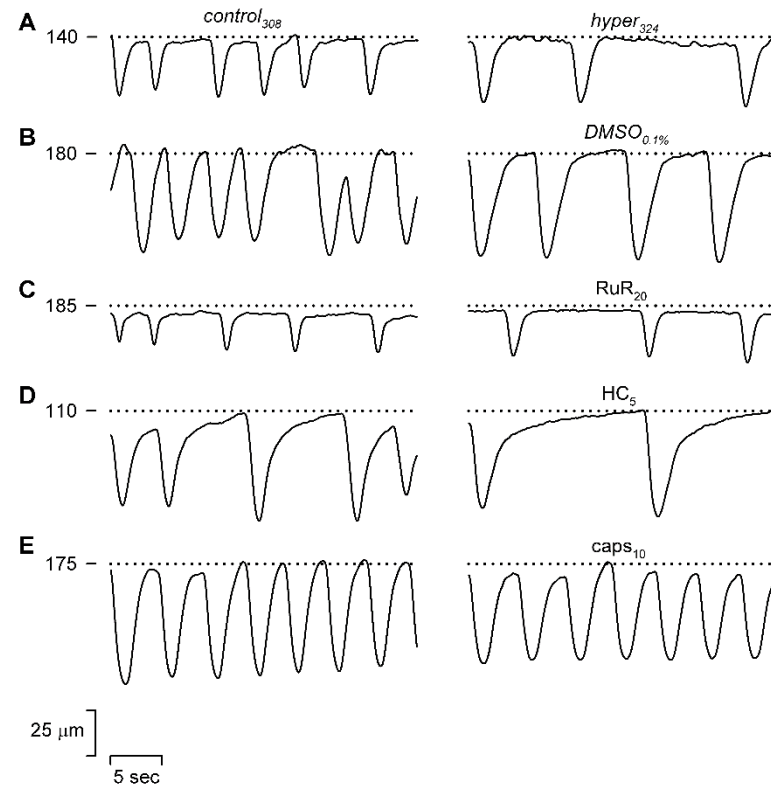 control308 hyper324
A 140 –
DMSO0.1%
B 180 –
C 185 – RuR20
D 110 – HC5
E 175 – caps10
25 µm
5 sec